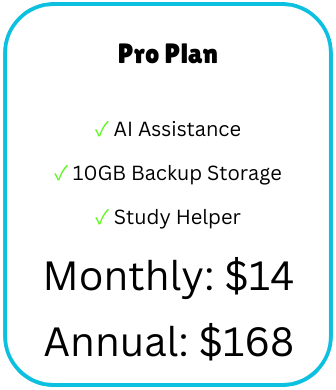 Pro Plan
✓ AI Assistance
✓ 10GB Backup Storage
✓ Study Helper
Monthly: $14
Annual: $168